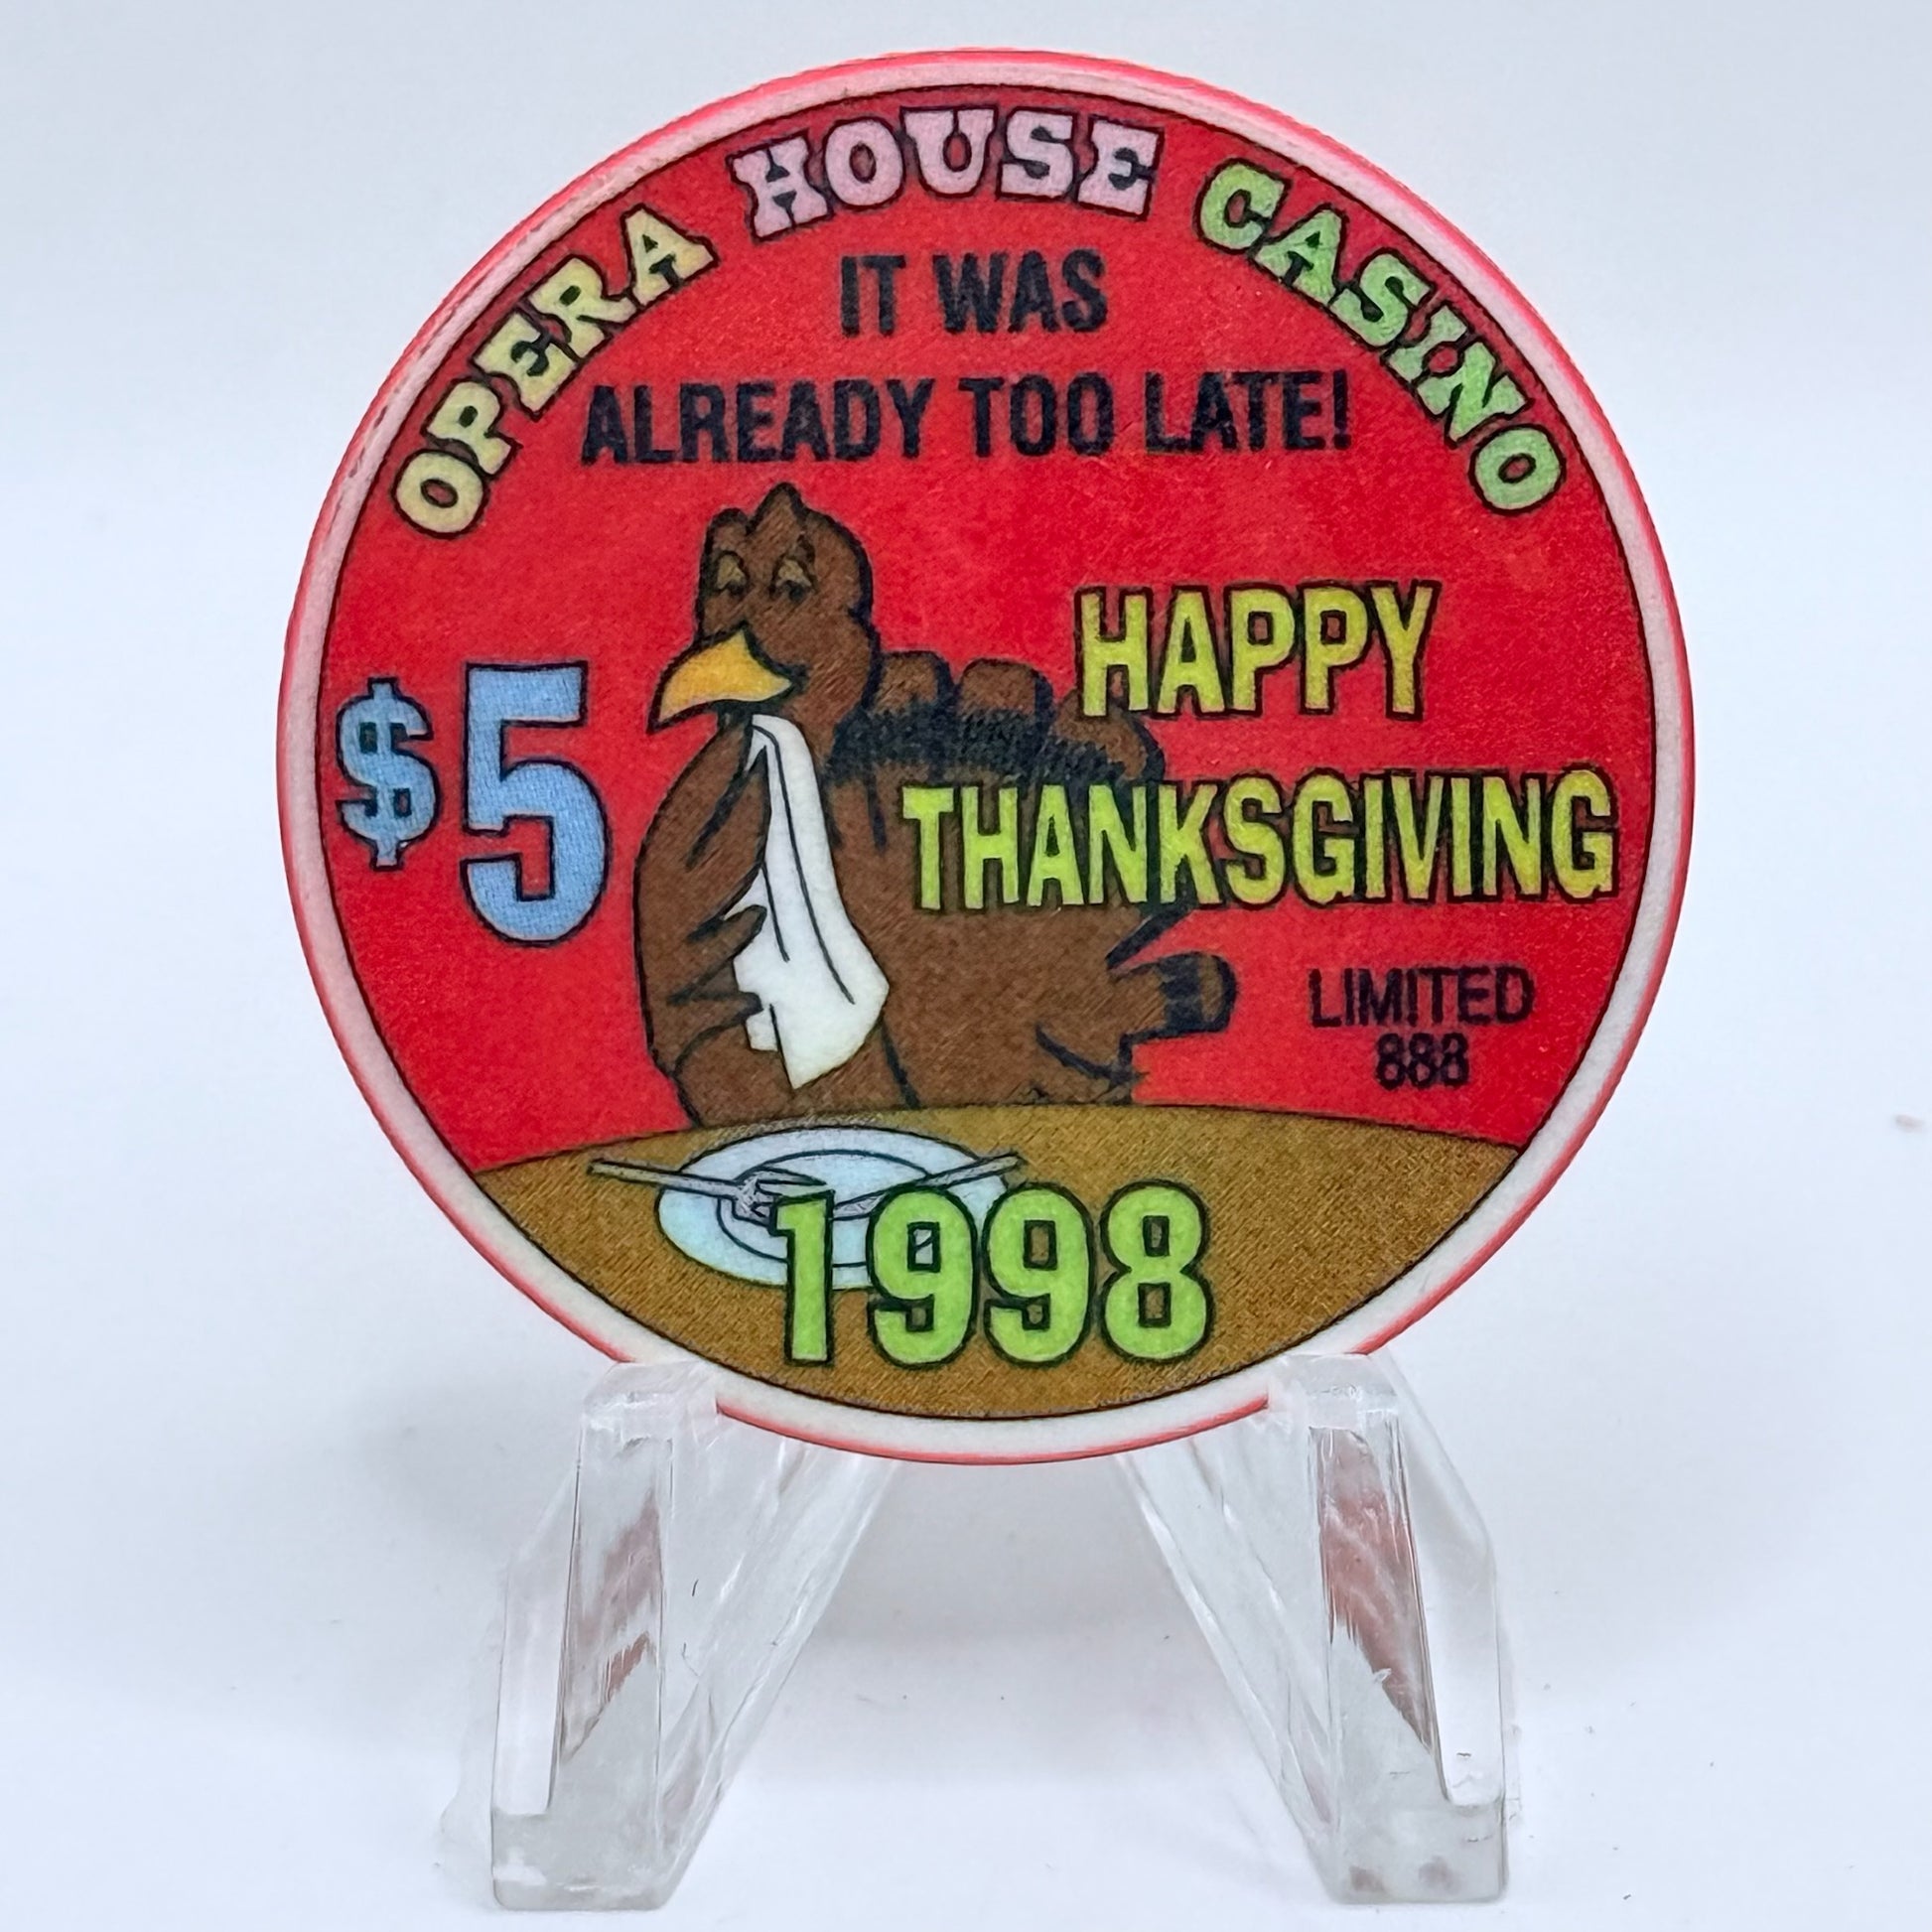 OPERA HOUSE CASINO
IT WAS
ALREADY TOO LATE!
$5
HAPPY
THANKSGIVING
LIMITED
888
1998